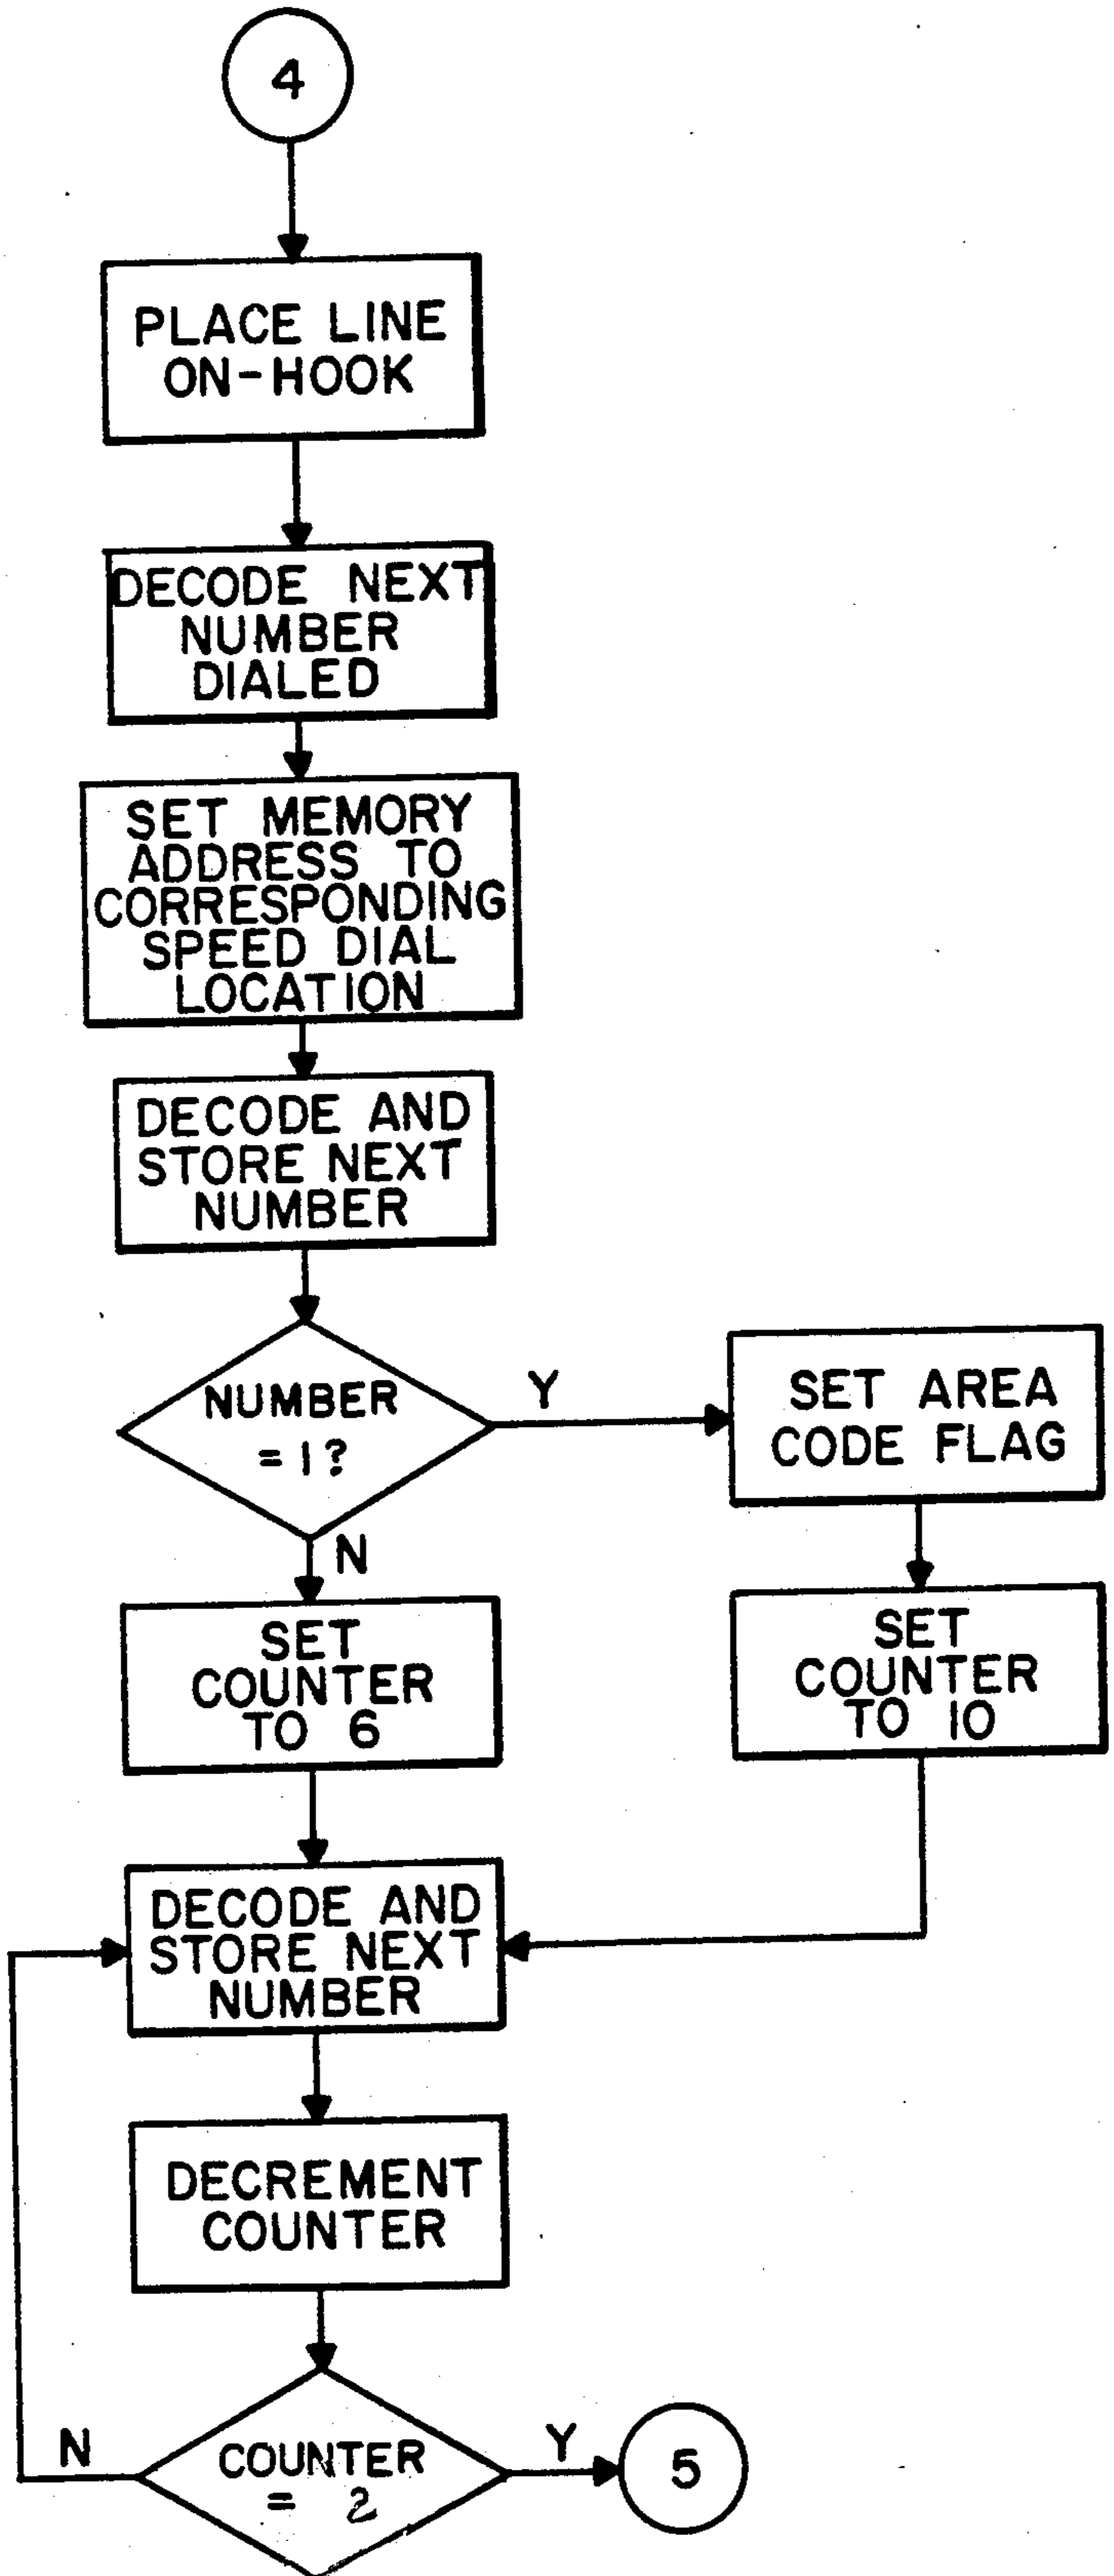 4
PLACE LINE
ON-HOOK
DECODE NEXT
NUMBER
DIALED
SET MEMORY
ADDRESS TO
CORRESPONDING
SPEED DIAL
LOCATION
DECODE AND
STORE NEXT
NUMBER
NUMBER
= 1?
Y
SET AREA
CODE FLAG
N
SET
COUNTER
TO 6
SET
COUNTER
TO 10
DECODE AND
STORE NEXT
NUMBER
DECREMENT
COUNTER
COUNTER
= 2
N
Y
5